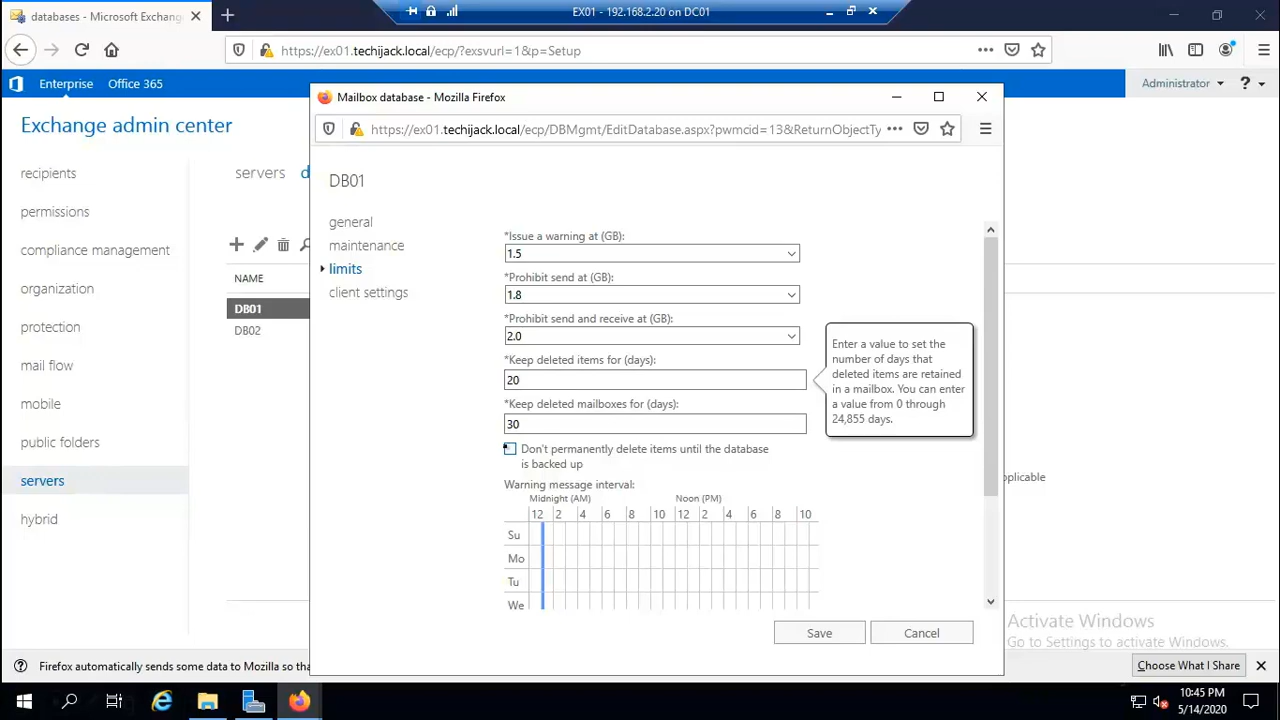 databases - Microsoft Exchang
EX01 - 192.168.2.20 on DC01
https://ex01.techijack.local/ecp/?exsvurl=1&p=Setup
Enterprise Office 365
Administrator ?
Exchange admin center
recipients
permissions
compliance management
organization
protection
mail flow
mobile
public folders
servers
hybrid
servers d
NAME
DB01
DB02
plicable
Mailbox database - Mozilla Firefox
https://ex01.techijack.local/ecp/DBMgmt/EditDatabase.aspx?pwmcid=13&ReturnObjectTy
DB01
general
maintenance
limits
client settings
*Issue a warning at (GB):
1.5
*Prohibit send at (GB):
1.8
*Prohibit send and receive at (GB):
2.0
*Keep deleted items for (days):
20
*Keep deleted mailboxes for (days):
30
Don't permanently delete items until the database
is backed up
Warning message interval:
Midnight (AM) Noon (PM)
12 2 4 6 8 10 12 2 4 6 8 10
Su
Mo
Tu
We
Enter a value to set the
number of days that
deleted items are retained
in a mailbox. You can enter
a value from 0 through
24,855 days.
Save Cancel
Activate Windows
Go to Settings to activate Windows.
Firefox automatically sends some data to Mozilla so tha
Choose What I Share
10:45 PM
5/14/2020